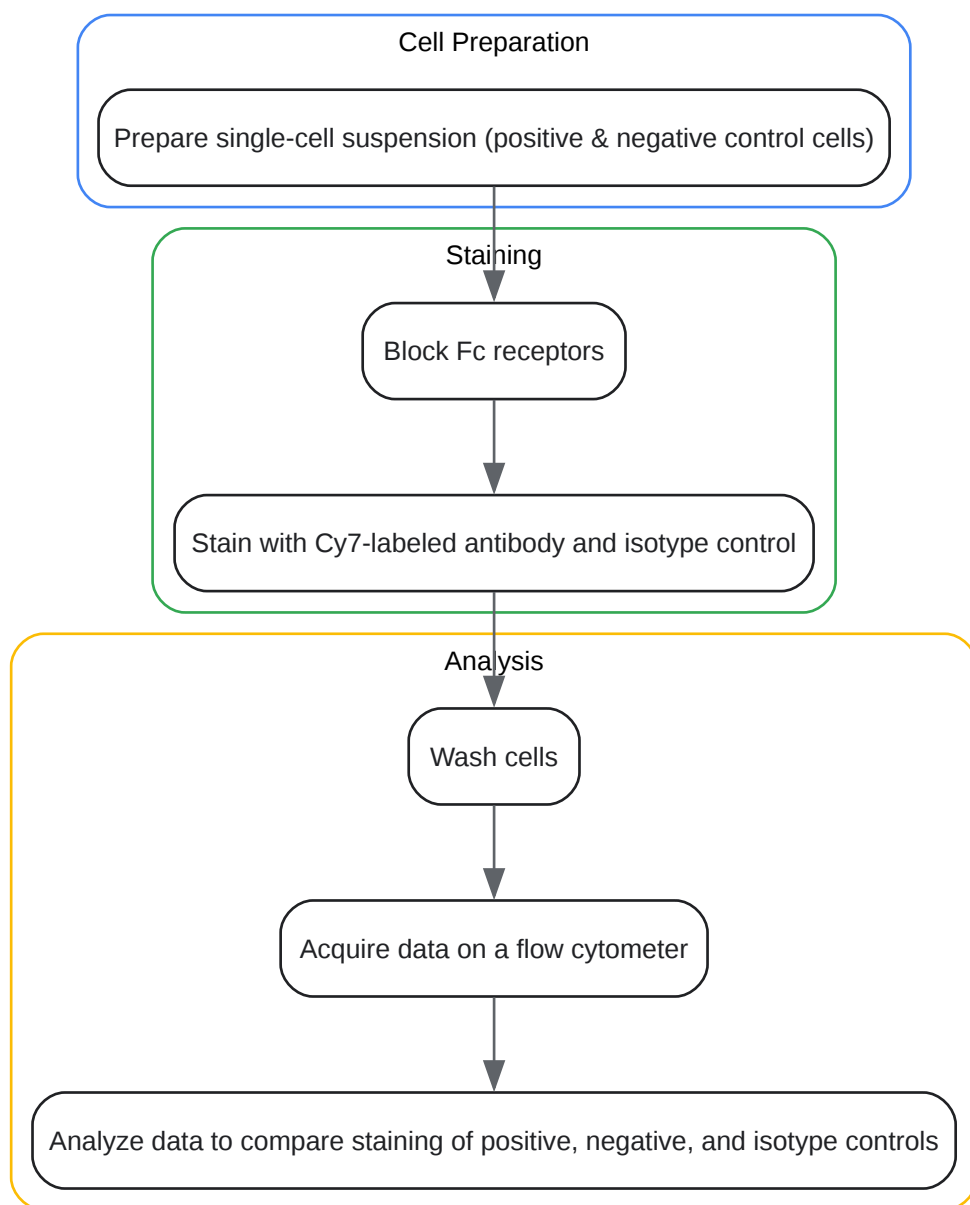 Cell Preparation
Prepare single-cell suspension (positive & negative control cells)
Staining
Block Fc receptors
Stain with Cy7-labeled antibody and isotype control
Analysis
Wash cells
Acquire data on a flow cytometer
Analyze data to compare staining of positive, negative, and isotype controls